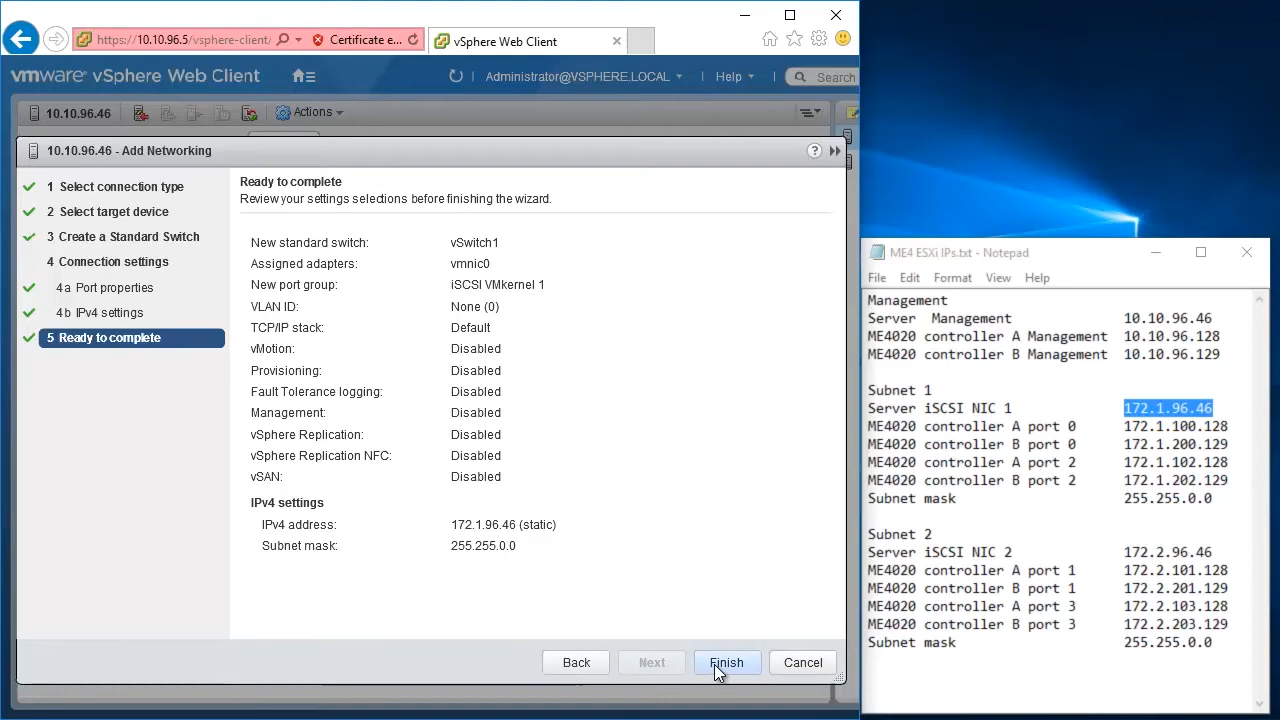 https://10.10.96.5/vsphere-client/
Certificate e...
vSphere Web Client
vmware vSphere Web Client
Administrator@VSPHERE.LOCAL
Help
Search
10.10.96.46
Actions
10.10.96.46 - Add Networking
1 Select connection type
2 Select target device
3 Create a Standard Switch
4 Connection settings
4a Port properties
4b IPv4 settings
5 Ready to complete
Ready to complete
Review your settings selections before finishing the wizard.
New standard switch: vSwitch1
Assigned adapters: vmnic0
New port group: iSCSI VMkernel 1
VLAN ID: None (0)
TCP/IP stack: Default
vMotion: Disabled
Provisioning: Disabled
Fault Tolerance logging: Disabled
Management: Disabled
vSphere Replication: Disabled
vSphere Replication NFC: Disabled
vSAN: Disabled
IPv4 settings
IPv4 address: 172.1.96.46 (static)
Subnet mask: 255.255.0.0
Back Next Finish Cancel
ME4 ESXi IPs.txt - Notepad
File Edit Format View Help
Management
Server Management 10.10.96.46
ME4020 controller A Management 10.10.96.128
ME4020 controller B Management 10.10.96.129
Subnet 1
Server iSCSI NIC 1 172.1.96.46
ME4020 controller A port 0 172.1.100.128
ME4020 controller B port 0 172.1.200.129
ME4020 controller A port 2 172.1.102.128
ME4020 controller B port 2 172.1.202.129
Subnet mask 255.255.0.0
Subnet 2
Server iSCSI NIC 2 172.2.96.46
ME4020 controller A port 1 172.2.101.128
ME4020 controller B port 1 172.2.201.129
ME4020 controller A port 3 172.2.103.128
ME4020 controller B port 3 172.2.203.129
Subnet mask 255.255.0.0